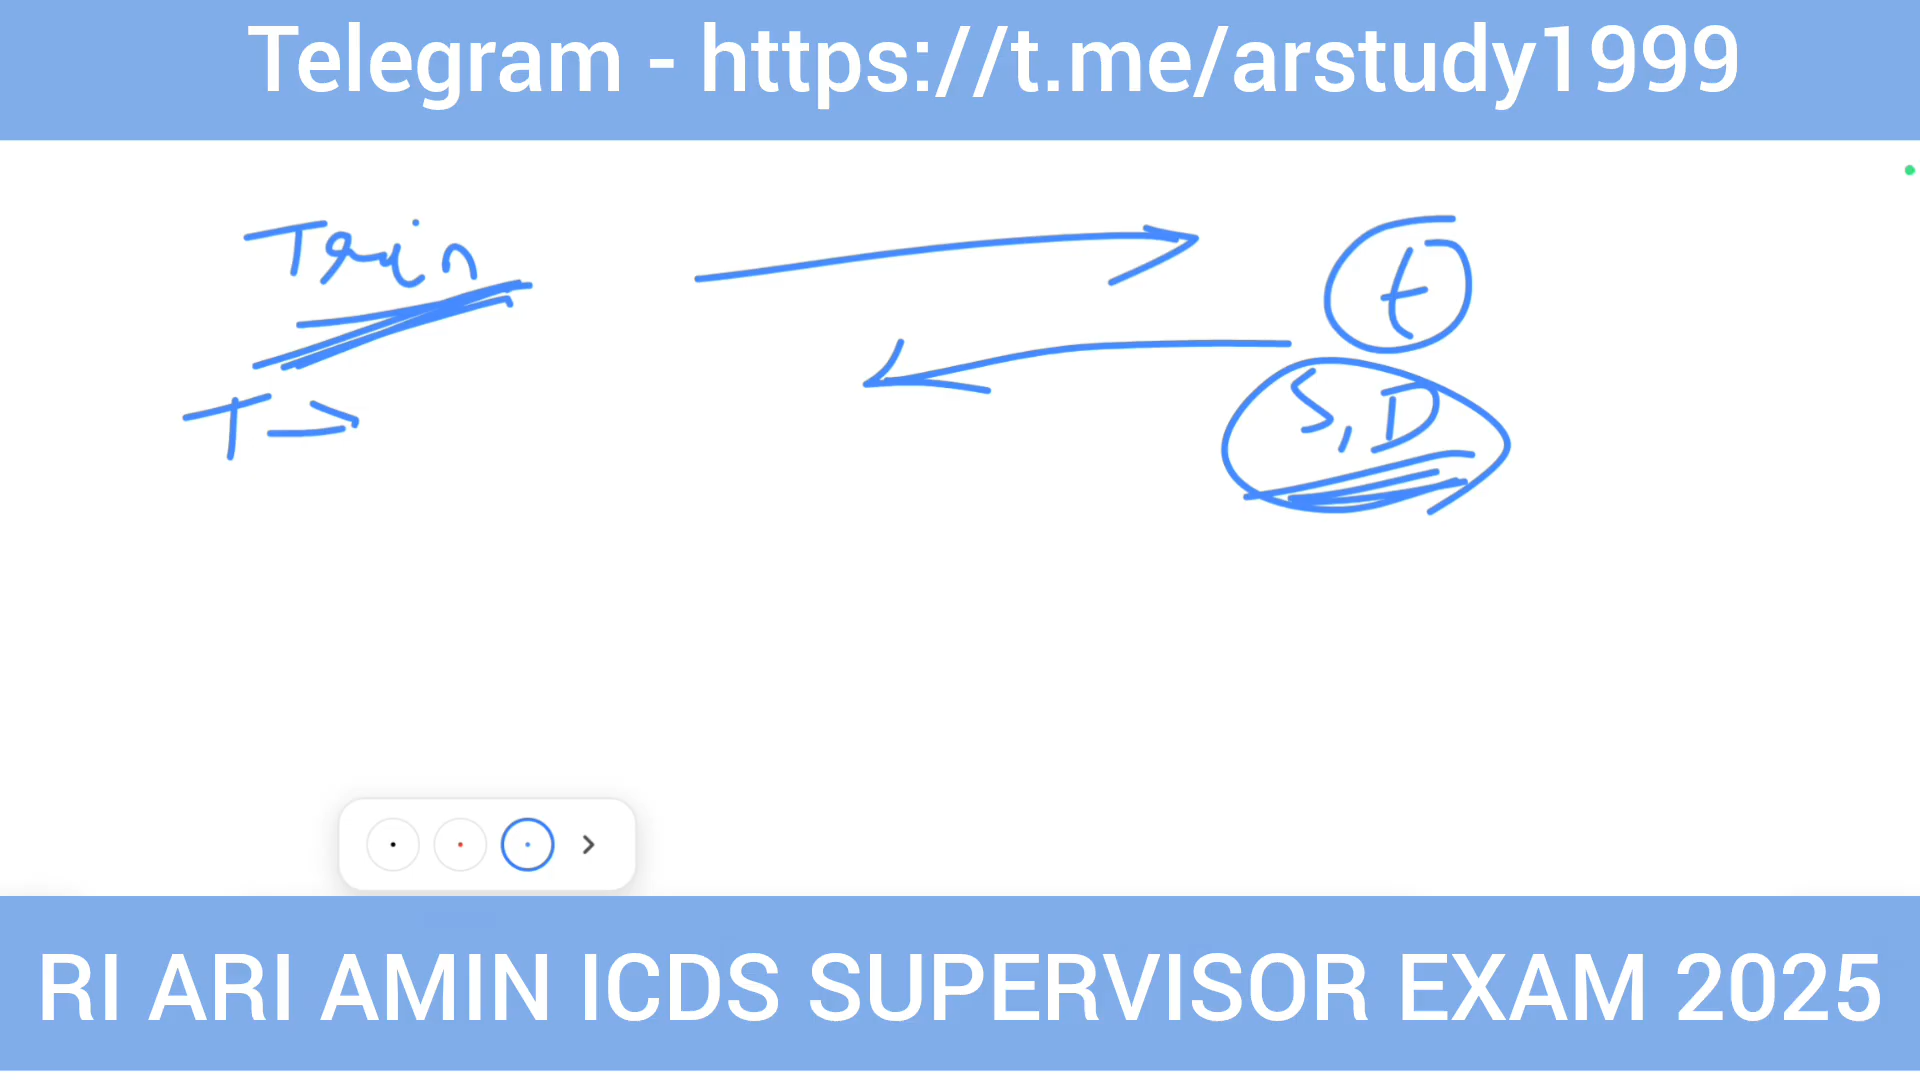 Telegram - https://t.me/arstudy1999
Train
t
S, D
T →
RI ARI AMIN ICDS SUPERVISOR EXAM 2025